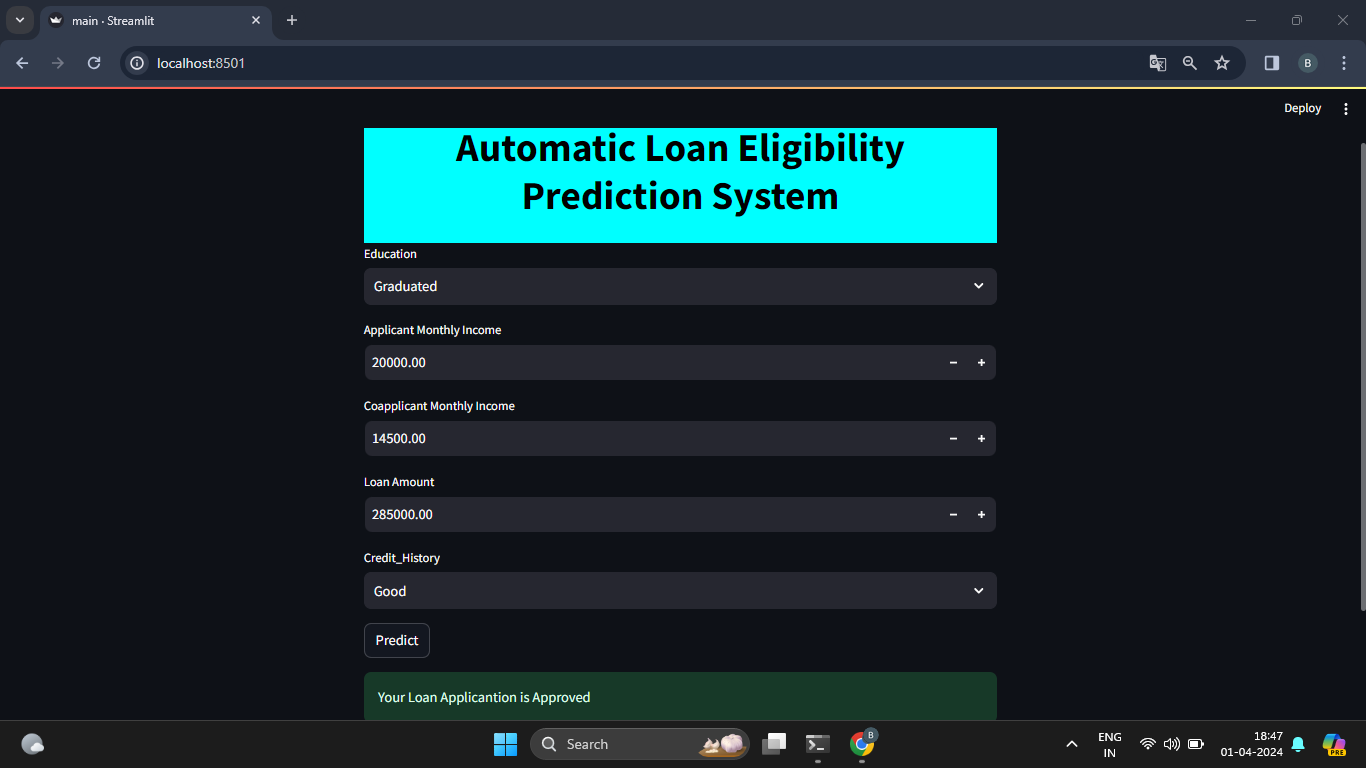 main · Streamlit
localhost:8501
B
Deploy
Automatic Loan Eligibility
Prediction System
Education
Graduated
Applicant Monthly Income
20000.00
Coapplicant Monthly Income
14500.00
Loan Amount
285000.00
Credit_History
Good
Predict
Your Loan Applicantion is Approved
Search
B
ENG
IN
18:47
01-04-2024
PRE